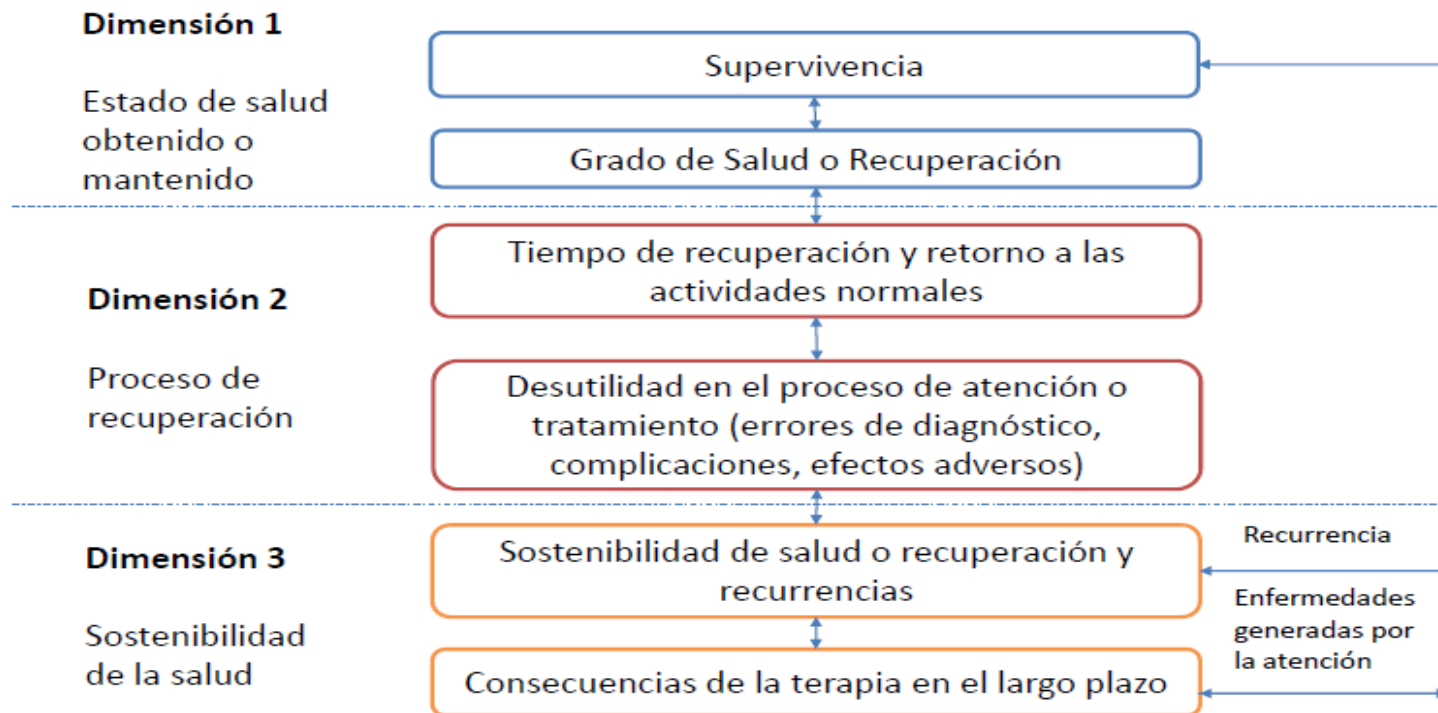 Dimensión 1
Estado de salud
obtenido o
mantenido
Supervivencia
Grado de Salud o Recuperación
Dimensión 2
Proceso de
recuperación
Tiempo de recuperación y retorno a las
actividades normales
Desutilidad en el proceso de atención o
tratamiento (errores de diagnóstico,
complicaciones, efectos adversos)
Dimensión 3
Sostenibilidad
de la salud
Sostenibilidad de salud o recuperación y
recurrencias
Consecuencias de la terapia en el largo plazo
Recurrencia
Enfermedades
generadas por
la atención